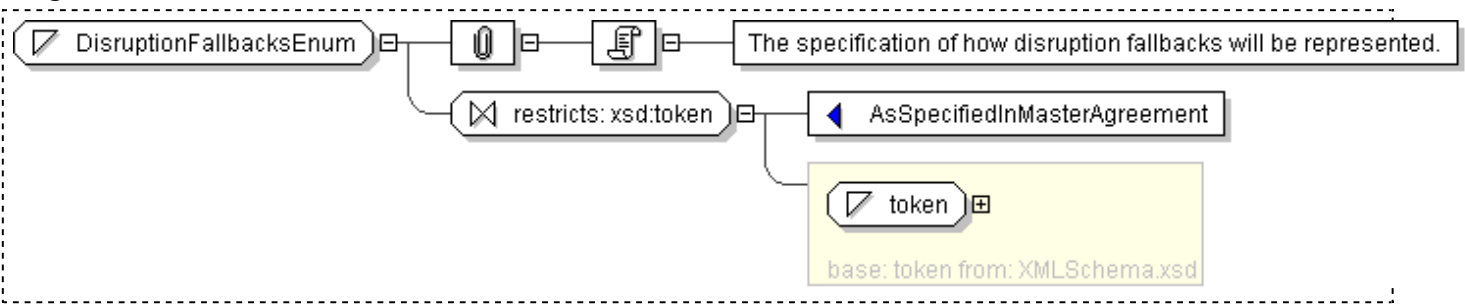 DisruptionFallbacksEnum
The specification of how disruption fallbacks will be represented.
restricts: xsd:token
AsSpecifiedInMasterAgreement
token
base: token from: XMLSchema.xsd